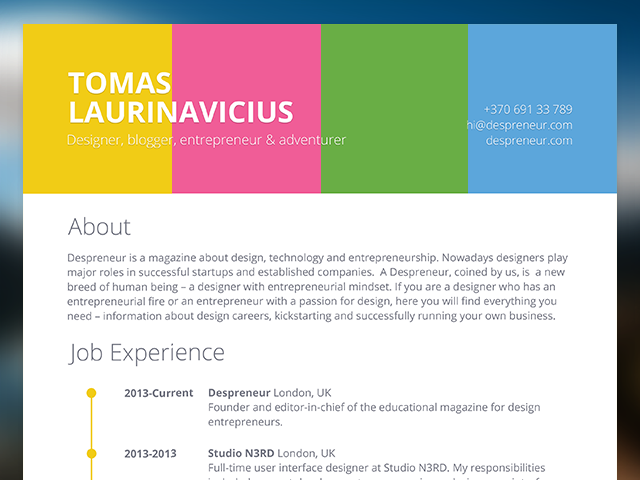 TOMAS
LAURINAVICIUS
Designer, blogger, entrepreneur & adventurer
+370 691 33 789
hi@despreneur.com
despreneur.com
About
Despreneur is a magazine about design, technology and entrepreneurship. Nowadays designers play
major roles in successful startups and established companies. A Despreneur, coined by us, is a new
breed of human being – a designer with entrepreneurial mindset. If you are a designer who has an
entrepreneurial fire or an entrepreneur with a passion for design, here you will find everything you
need – information about design careers, kickstarting and successfully running your own business.
Job Experience
2013-Current Despreneur London, UK
Founder and editor-in-chief of the educational magazine for design
entrepreneurs.
2013-2013 Studio N3RD London, UK
Full-time user interface designer at Studio N3RD. My responsibilities